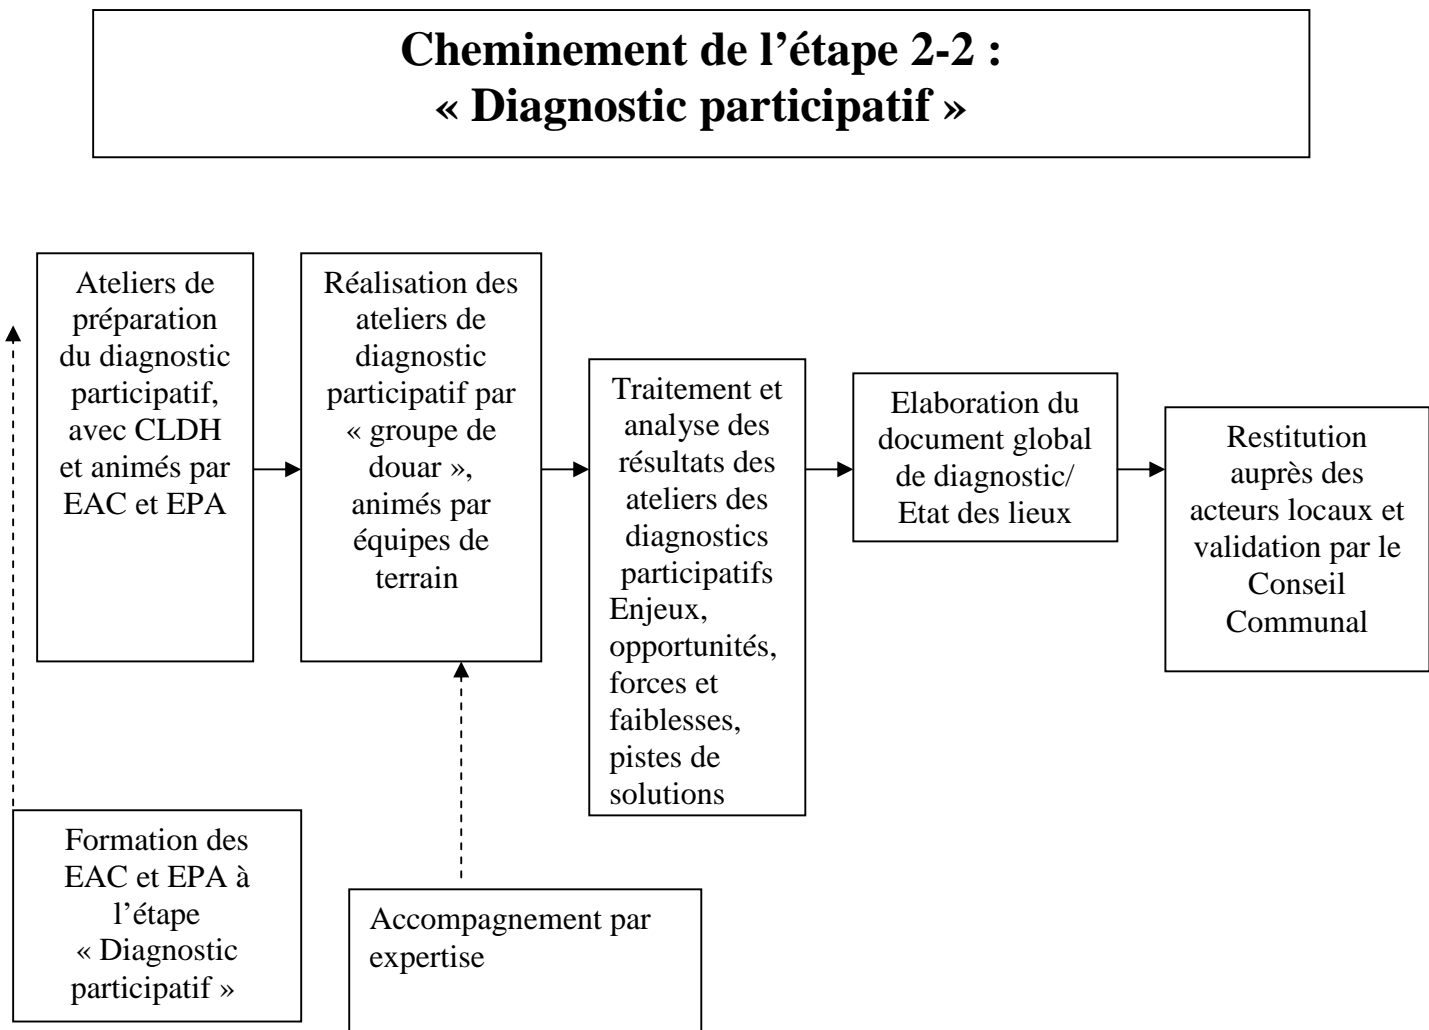 Cheminement de l’étape 2-2 :
« Diagnostic participatif »
Ateliers de
préparation
du diagnostic
participatif,
avec CLDH
et animés par
EAC et EPA
Réalisation des
ateliers de
diagnostic
participatif par
« groupe de
douar »,
animés par
équipes de
terrain
Traitement et
analyse des
résultats des
ateliers des
diagnostics
participatifs
Enjeux,
opportunités,
forces et
faiblesses,
pistes de
solutions
Elaboration du
document global
de diagnostic/
Etat des lieux
Restitution
auprès des
acteurs locaux et
validation par le
Conseil
Communal
Formation des
EAC et EPA à
l’étape
« Diagnostic
participatif »
Accompagnement par
expertise